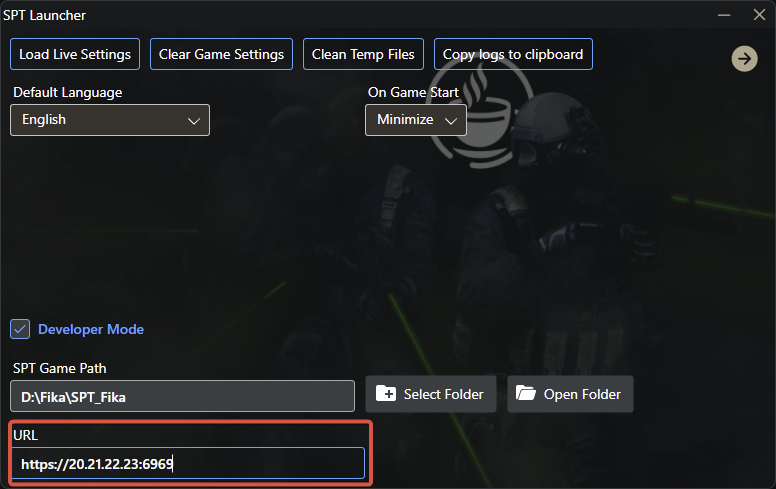 SPT Launcher
Load Live Settings
Clear Game Settings
Clean Temp Files
Copy logs to clipboard
Default Language
On Game Start
English
Minimize
Developer Mode
SPT Game Path
D:\Fika\SPT_Fika
Select Folder
Open Folder
URL
https://20.21.22.23:6969